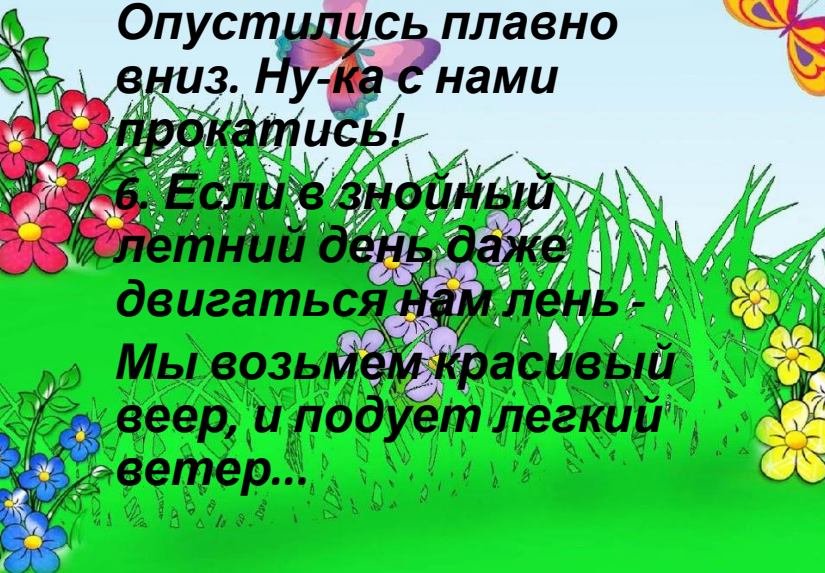 Опустились плавно
вниз. Ну-ка с нами
прокатись!
6. Если в знойный
летний день даже
двигаться нам лень -
Мы возьмем красивый
веер, и подует легкий
ветер...